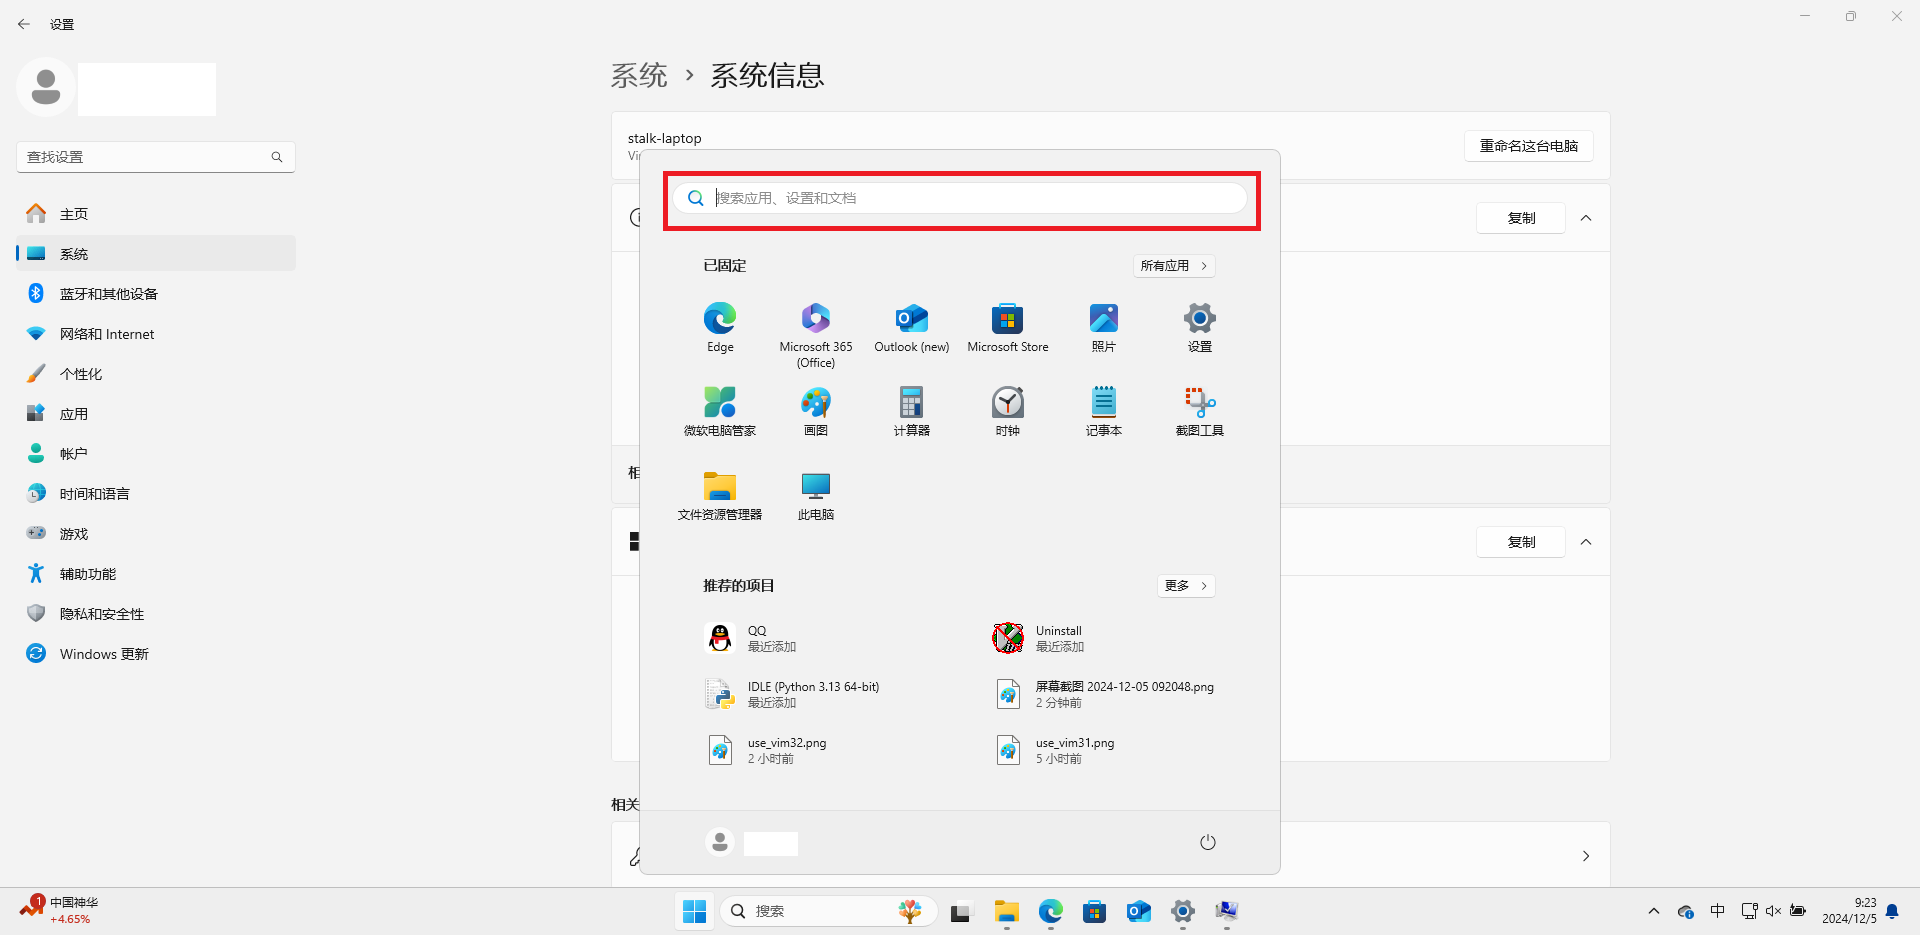 设置
查找设置
主页
系统
蓝牙和其他设备
网络和 Internet
个性化
应用
帐户
时间和语言
游戏
辅助功能
隐私和安全性
Windows 更新
系统 › 系统信息
stalk-laptop
重命名这台电脑
复制
相
复制
相关
搜索应用、设置和文档
已固定
所有应用
Edge
Microsoft 365
(Office)
Outlook (new)
Microsoft Store
照片
设置
微软电脑管家
画图
计算器
时钟
记事本
截图工具
文件资源管理器
此电脑
推荐的项目
更多
QQ
最近添加
Uninstall
最近添加
IDLE (Python 3.13 64-bit)
最近添加
屏幕截图 2024-12-05 092048.png
2 分钟前
use_vim32.png
2 小时前
use_vim31.png
5 小时前
1
中国神华
+4.65%
搜索
中
9:23
2024/12/5